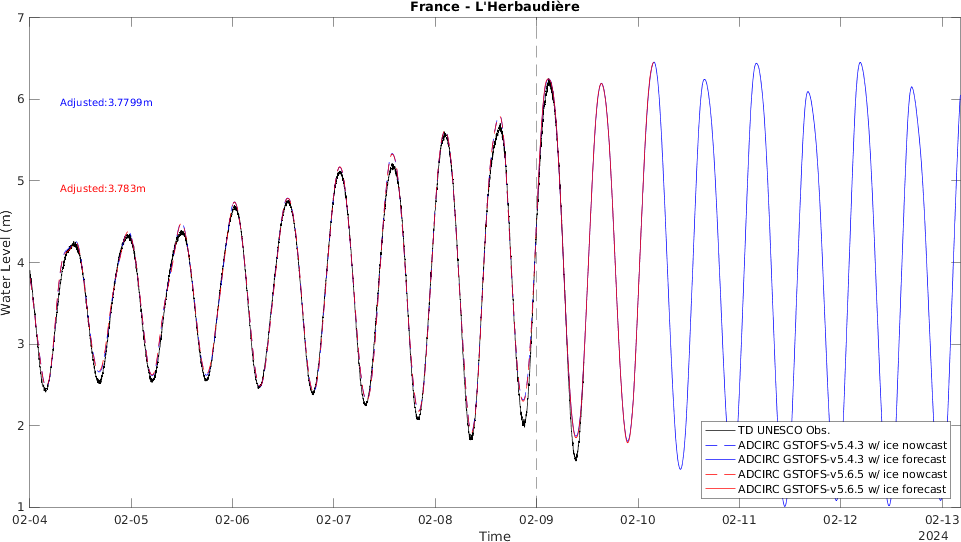 France - L'Herbaudière
7
6
5
4
3
2
1
Water Level (m)
Adjusted:3.7799m
Adjusted:3.783m
TD UNESCO Obs.
ADCIRC GSTOFS-v5.4.3 w/ ice nowcast
ADCIRC GSTOFS-v5.4.3 w/ ice forecast
ADCIRC GSTOFS-v5.6.5 w/ ice nowcast
ADCIRC GSTOFS-v5.6.5 w/ ice forecast
02-04 02-05 02-06 02-07 02-08 02-09 02-10 02-11 02-12 02-13
Time
2024